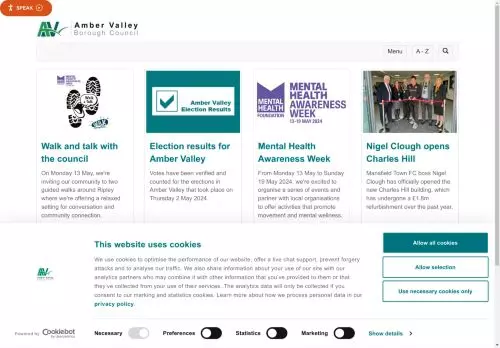 SPEAK
Amber Valley
Borough Council
Menu
A - Z
Walk and talk with
the council
On Monday 13 May, we're
inviting our community to two
guided walks around Ripley
where we're offering a relaxed
setting for conversation and
community connection.
Amber Valley
Election Results
Election results for
Amber Valley
Votes have been verified and
counted for the elections in
Amber Valley that took place on
Thursday 2 May 2024.
MENTAL
HEALTH
AWARENESS
WEEK
MENTAL
HEALTH
FOUNDATION
13-19 MAY 2024
Mental Health
Awareness Week
From Monday 13 May to Sunday
19 May 2024, we're excited to
organise a series of events and
partner with local organisations
to offer activities that promote
movement and mental wellness.
Nigel Clough opens
Charles Hill
Mansfield Town FC boss Nigel
Clough has officially opened the
new Charles Hill building, which
has undergone a £1.8m
refurbishment over the past year.
This website uses cookies
We use cookies to optimise the performance of our website, offer a live chat support, prevent forgery
attacks and to analyse our traffic. We also share information about your use of our site with our
analytics partners who may combine it with other information that you've provided to them or that
they've collected from your use of their services. The analytics data will only be collected if you
consent to our marketing and statistics cookies. Learn more about how we process personal data in our
privacy policy.
Allow all cookies
Allow selection
Use necessary cookies only
Powered by Cookiebot
by Usercentrics
Necessary
Preferences
Statistics
Marketing
Show details